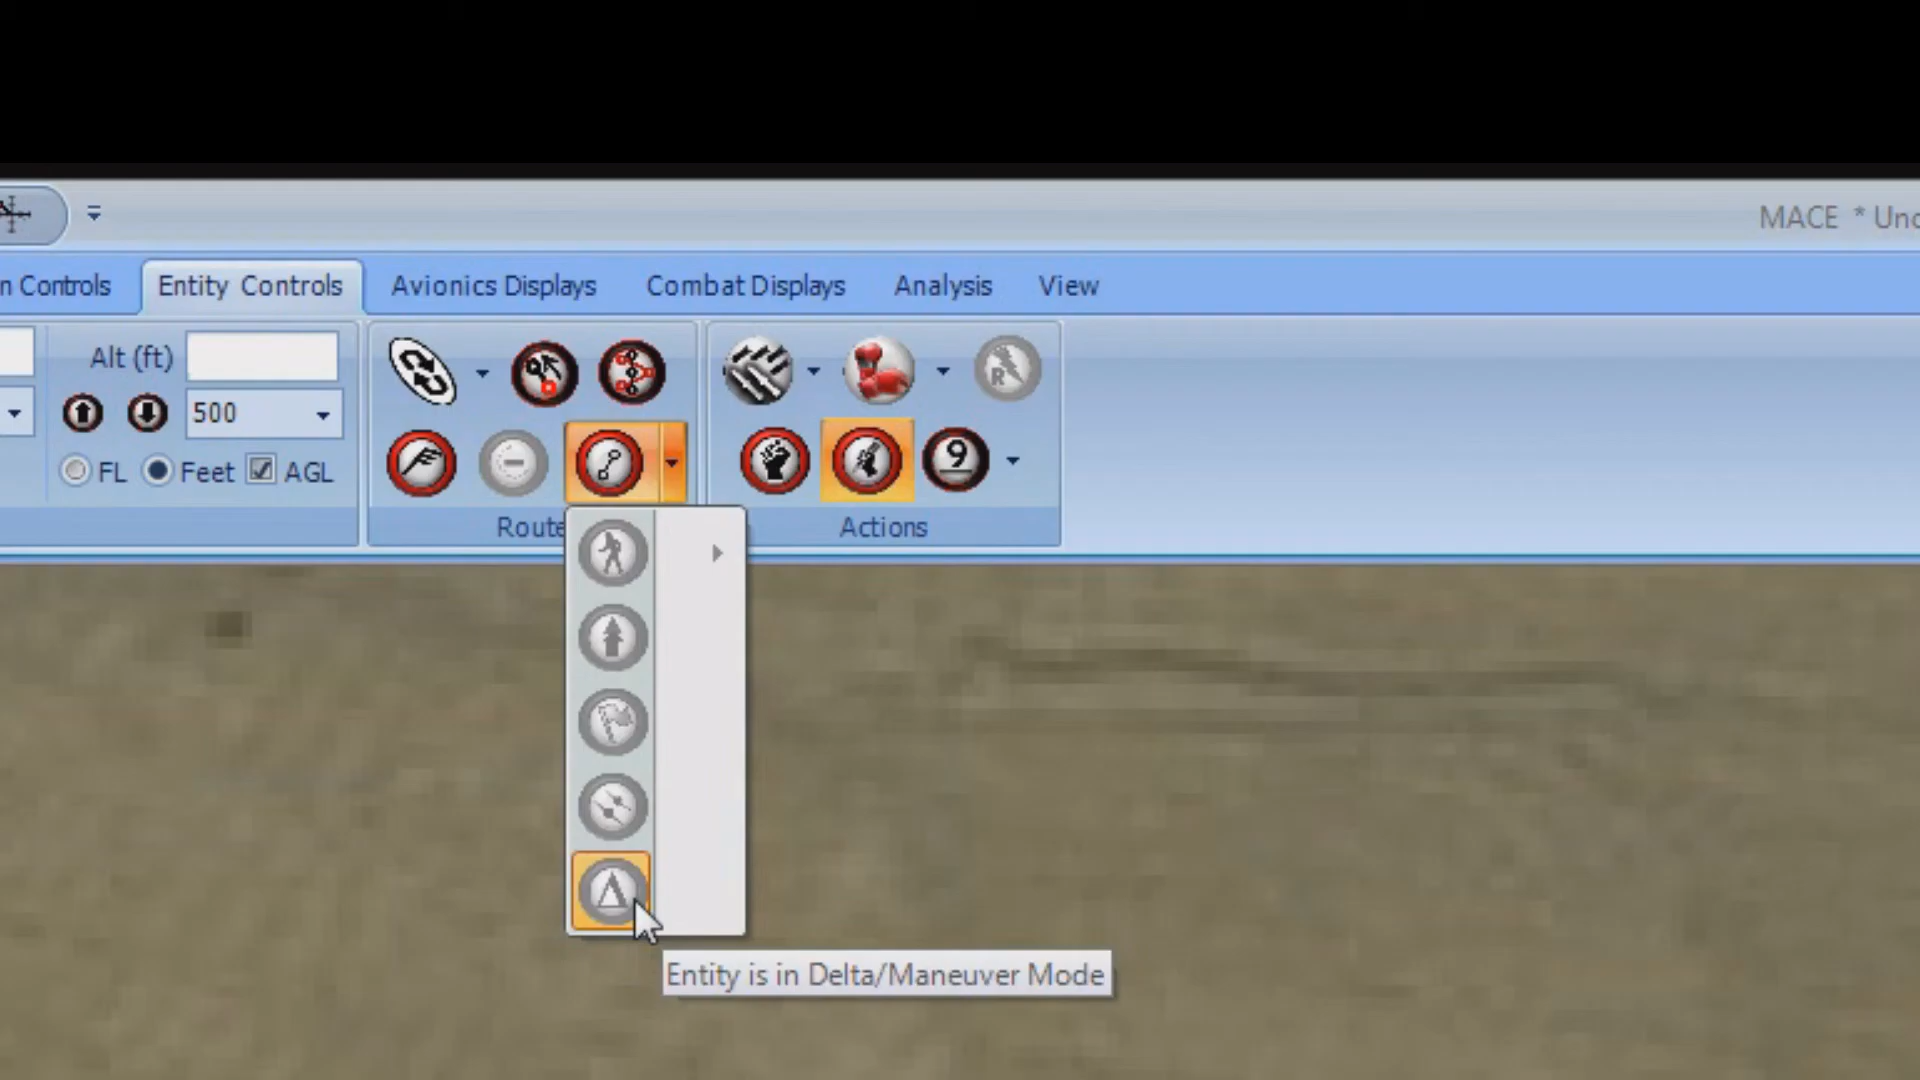 MACE * Unc
n Controls Entity Controls Avionics Displays Combat Displays Analysis View
Alt (ft)
R
500
9
FL Feet AGL
Route
Actions
Entity is in Delta/Maneuver Mode